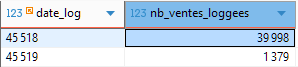 123 date_log 123 nb_ventes_loggees
45 518 39 998
45 519 1 379